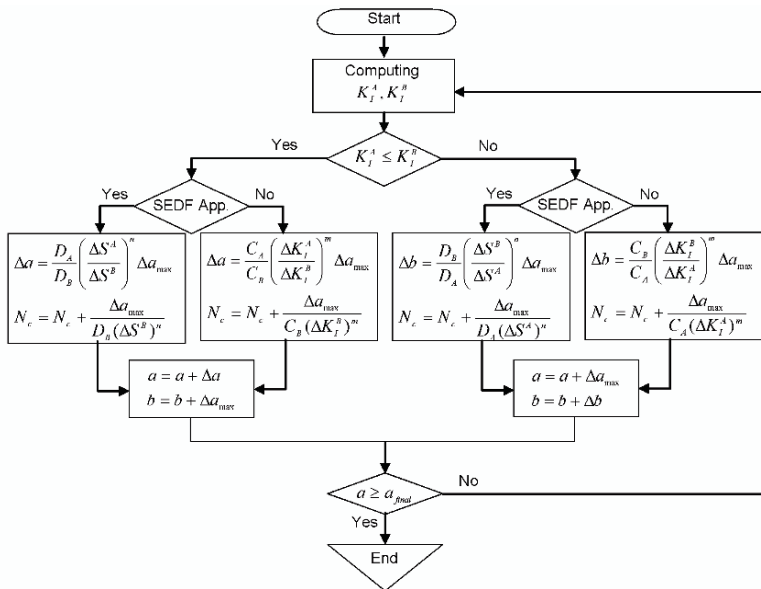 Start
Computing
K_I^A, K_I^B
K_I^A ≤ K_I^B
Yes
No
SEDF App.
Yes
No
Δa = D_A/D_B (ΔS^A/ΔS^B)^n Δa_max
N_c = N_c + Δa_max/D_B(ΔS^B)^n
Δa = C_A/C_B (ΔK_I^A/ΔK_I^B)^m Δa_max
N_c = N_c + Δa_max/C_B(ΔK_I^B)^m
a = a + Δa
b = b + Δa_max
SEDF App.
Yes
No
Δb = D_B/D_A (ΔS^B/ΔS^A)^n Δa_max
N_c = N_c + Δa_max/D_A(ΔS^A)^n
Δb = C_B/C_A (ΔK_I^B/ΔK_I^A)^m Δa_max
N_c = N_c + Δa_max/C_A(ΔK_I^A)^m
a = a + Δa_max
b = b + Δb
a ≥ a_final
No
Yes
End